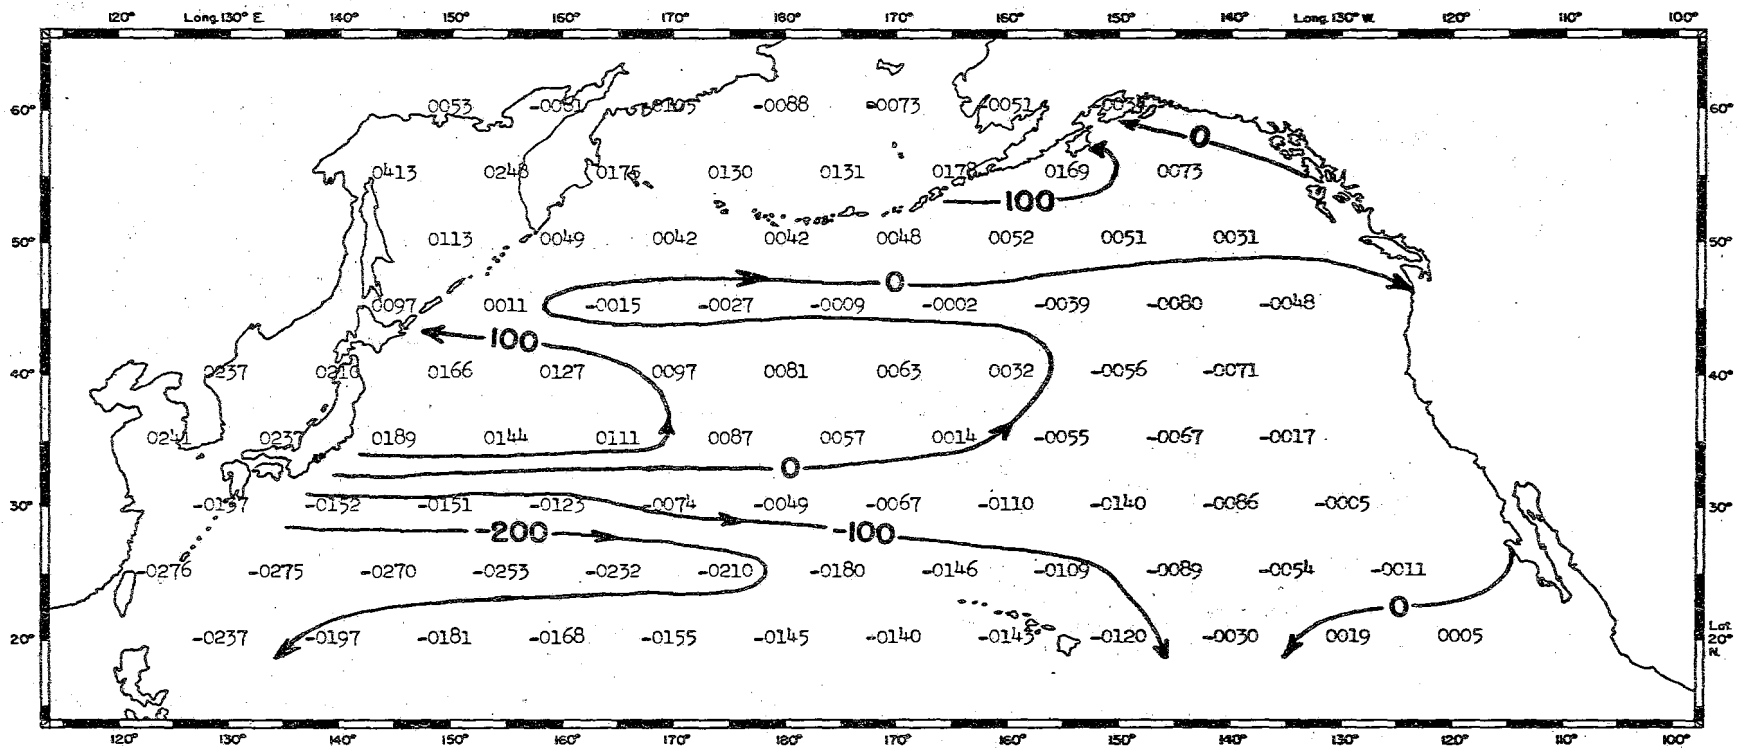 120° Long. 130° E. 140° 150° 160° 170° 180° 170° 160° 150° 140° Long. 130° W. 120° 110° 100°
60° 0053 -0088 -0073 -0051 60°
0
0413 0248 0175 0130 0131 0178 0169 0073
100
50° 0113 0049 0042 0042 0048 0052 0051 0031 50°
0
0097 0011 -0015 -0027 -0009 -0002 -0039 -0080 -0048
100
40° 0237 0210 0166 0127 0097 0081 0063 0032 -0056 -0071 40°
0241 0237 0189 0144 0111 0087 0057 0014 -0055 -0067 -0017
0
30° -0197 -0152 -0151 -0123 -0074 -0049 -0067 -0110 -0140 -0086 -0005 30°
-200 -100
-0276 -0275 -0270 -0253 -0232 -0210 -0180 -0146 -0109 -0089 -0054 -0011
0
20° -0237 -0197 -0181 -0168 -0155 -0145 -0140 -0143 -0120 -0030 0019 0005 Lat. 20° N.
120° 130° 140° 150° 160° 170° 180° 170° 160° 150° 140° 130° 120° 110° 100°